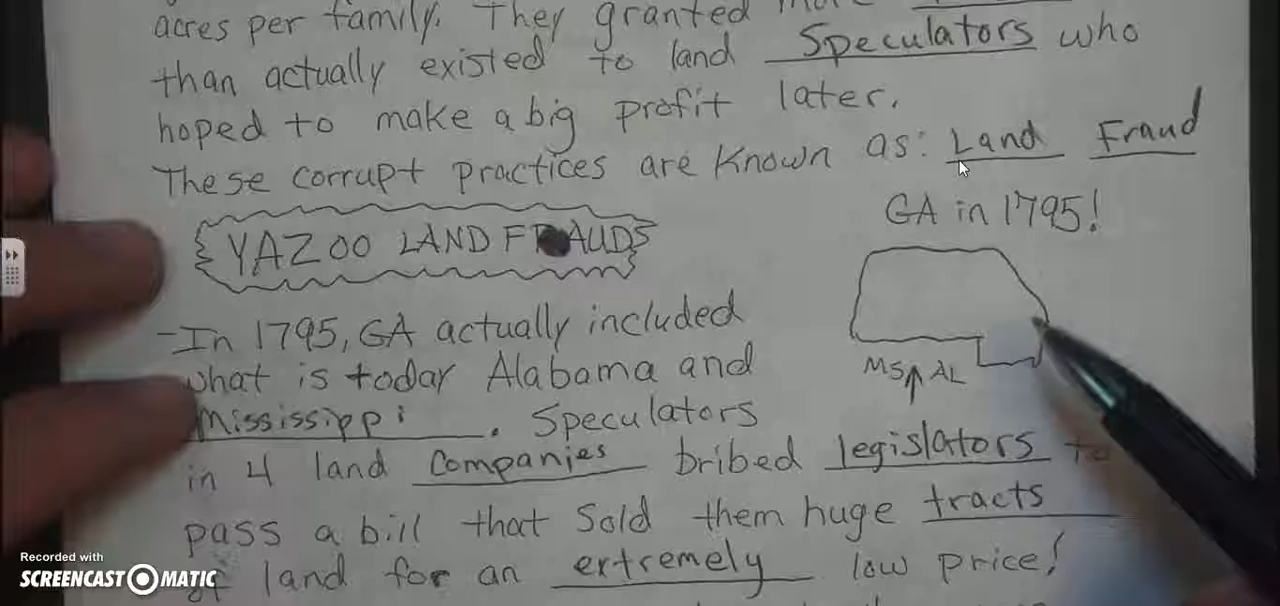 acres per family. They granted more
than actually existed to land Speculators who
hoped to make a big profit later.
These corrupt practices are Known as: Land Fraud
YAZOO LAND FRAUDS
GA in 1795!
-In 1795, GA actually included
what is today Alabama and
Mississippi. Speculators
MS AL
in 4 land Companies bribed legislators to
pass a bill that Sold them huge tracts
of land for an extremely low price!
Recorded with
SCREENCAST-O-MATIC